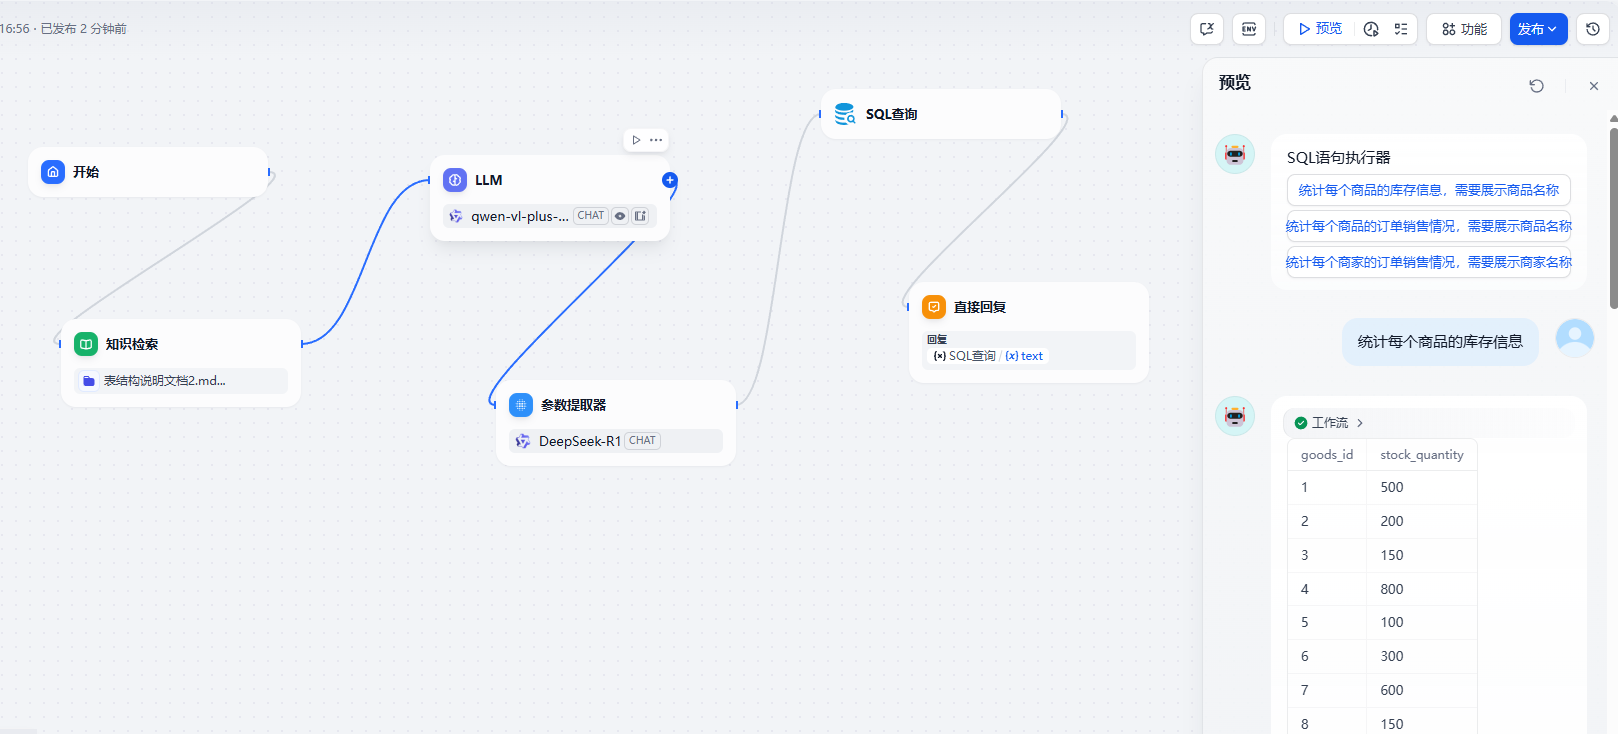 16:56 · 已发布 2 分钟前
ENV
预览
功能
发布
开始
知识检索
表结构说明文档2.md...
LLM
qwen-vl-plus-... CHAT
参数提取器
DeepSeek-R1 CHAT
SQL查询
直接回复
回复
(x) SQL查询 / (x) text
预览
SQL语句执行器
统计每个商品的库存信息，需要展示商品名称
统计每个商品的订单销售情况，需要展示商品名称
统计每个商家的订单销售情况，需要展示商家名称
统计每个商品的库存信息
工作流
goods_id stock_quantity
1 500
2 200
3 150
4 800
5 100
6 300
7 600
8 150